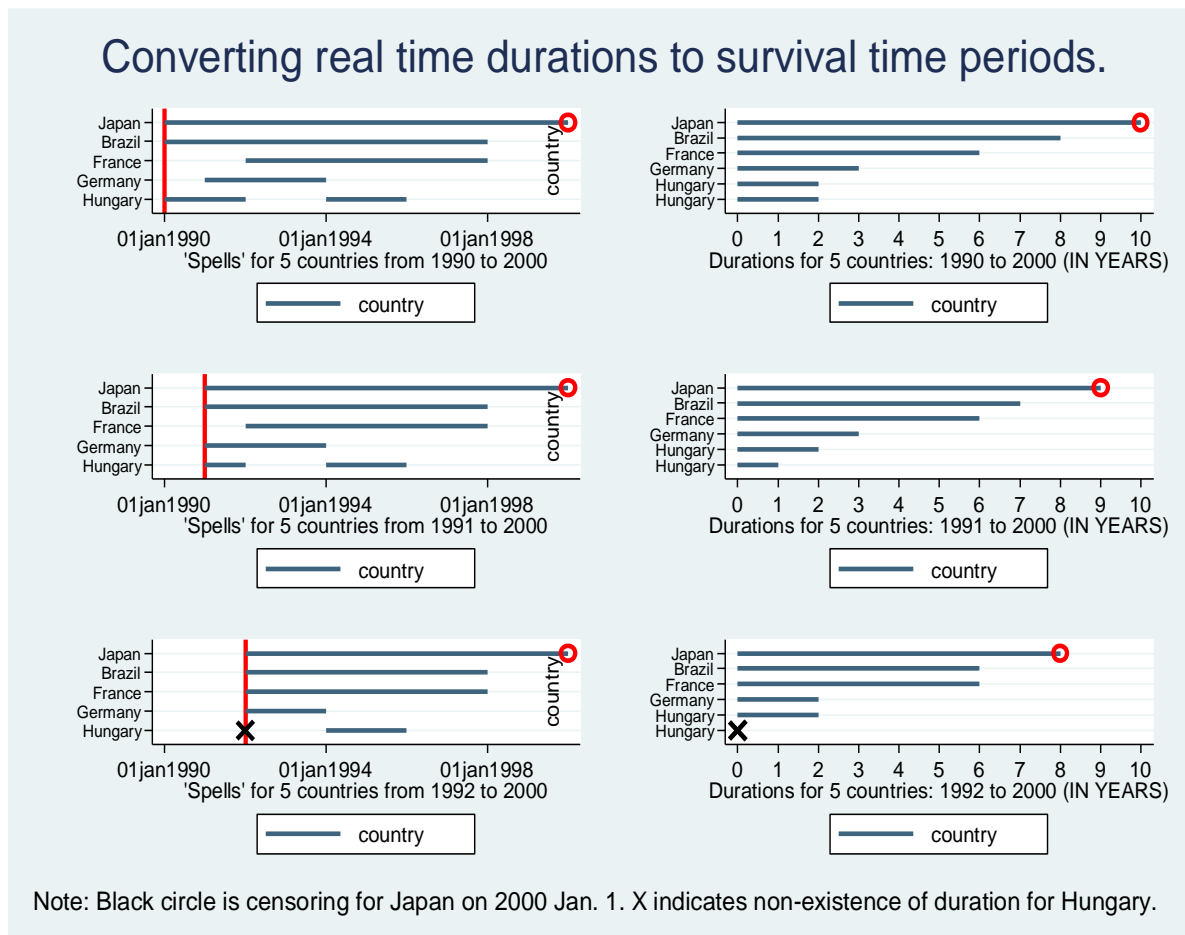 Converting real time durations to survival time periods.
Japan
Brazil
France
Germany
Hungary
country
01jan1990 01jan1994 01jan1998
'Spells' for 5 countries from 1990 to 2000
country
Japan
Brazil
France
Germany
Hungary
Hungary
0 1 2 3 4 5 6 7 8 9 10
Durations for 5 countries: 1990 to 2000 (IN YEARS)
country
Japan
Brazil
France
Germany
Hungary
country
01jan1990 01jan1994 01jan1998
'Spells' for 5 countries from 1991 to 2000
country
Japan
Brazil
France
Germany
Hungary
Hungary
0 1 2 3 4 5 6 7 8 9 10
Durations for 5 countries: 1991 to 2000 (IN YEARS)
country
Japan
Brazil
France
Germany
Hungary
country
01jan1990 01jan1994 01jan1998
'Spells' for 5 countries from 1992 to 2000
country
Japan
Brazil
France
Germany
Hungary
Hungary
0 1 2 3 4 5 6 7 8 9 10
Durations for 5 countries: 1992 to 2000 (IN YEARS)
country
Note: Black circle is censoring for Japan on 2000 Jan. 1. X indicates non-existence of duration for Hungary.